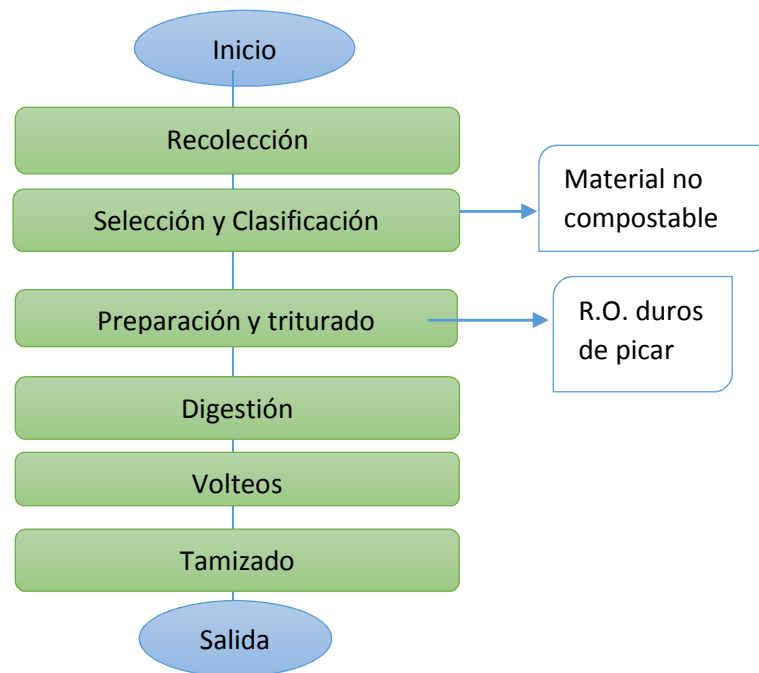 Inicio
Recolección
Selección y Clasificación
Material no
compostable
Preparación y triturado
R.O. duros
de picar
Digestión
Volteos
Tamizado
Salida